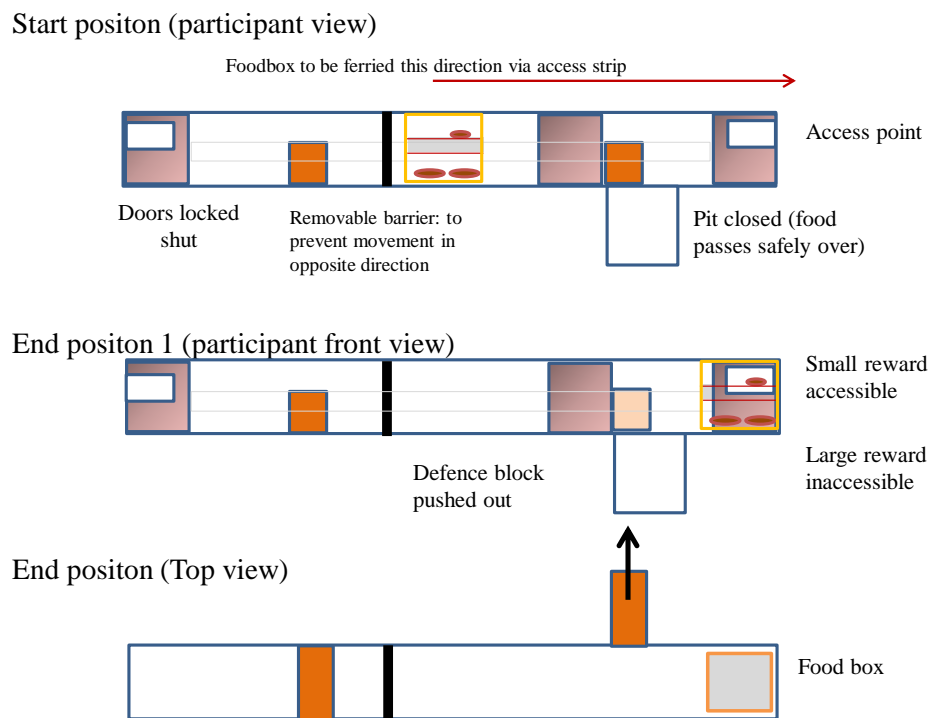 Start positon (participant view)
Foodbox to be ferried this direction via access strip
Access point
Doors locked
shut
Removable barrier: to
prevent movement in
opposite direction
Pit closed (food
passes safely over)
End positon 1 (participant front view)
Small reward
accessible
Defence block
pushed out
Large reward
inaccessible
End positon (Top view)
Food box